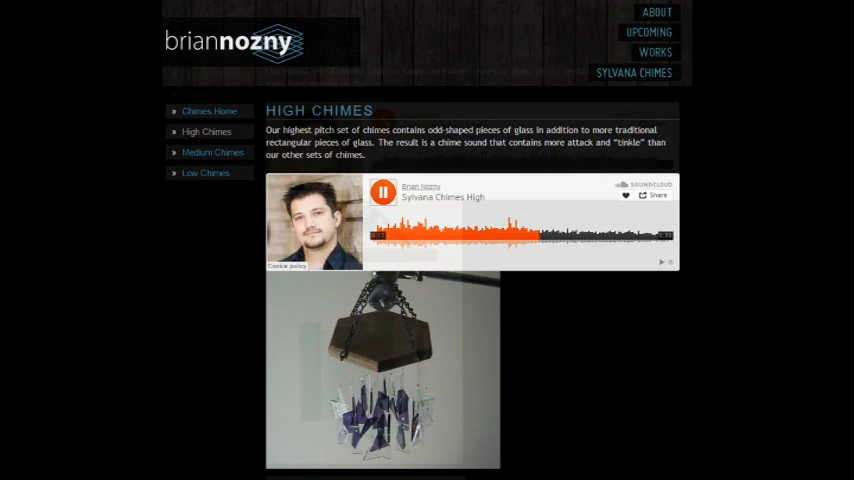 briannozny
ABOUT
UPCOMING
WORKS
SYLVANA CHIMES
» Chimes Home
» High Chimes
» Medium Chimes
» Low Chimes
HIGH CHIMES
Our highest pitch set of chimes contains odd-shaped pieces of glass in addition to more traditional
rectangular pieces of glass. The result is a chime sound that contains more attack and “tinkle” than
our other sets of chimes.
Brian Nozny
Sylvana Chimes High
SOUNDCLOUD
Share
0:17
Cookie policy